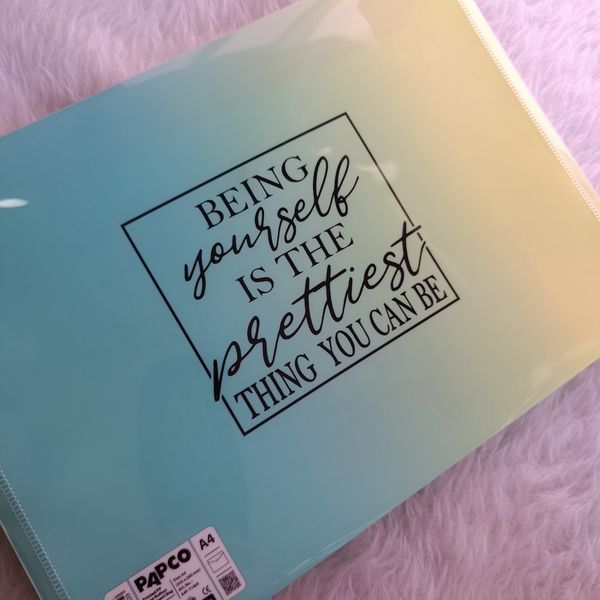 BEING
yourself
IS THE
prettiest
THING YOU CAN BE
PAPCO
A4